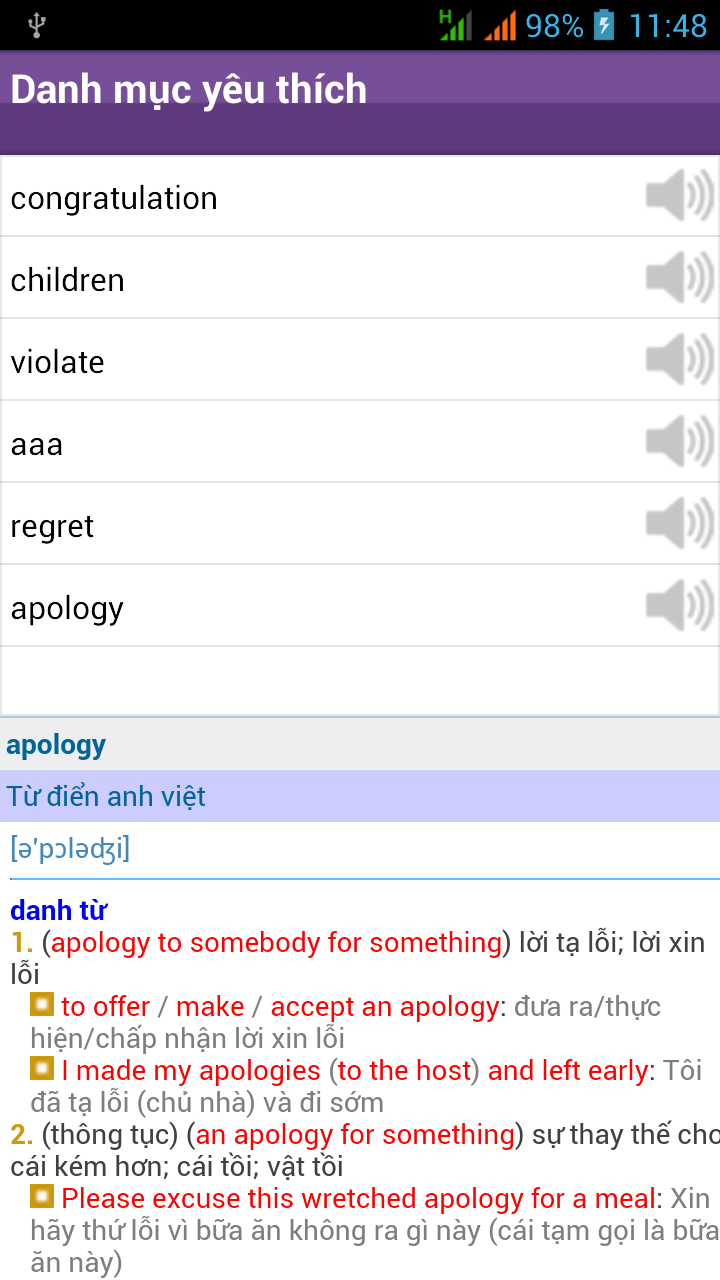 H 98% 11:48
Danh mục yêu thích
congratulation
children
violate
aaa
regret
apology
apology
Từ điển anh việt
[ə'pɔlədʒi]
danh từ
1. (apology to somebody for something) lời tạ lỗi; lời xin
lỗi
to offer / make / accept an apology: đưa ra/thực
hiện/chấp nhận lời xin lỗi
I made my apologies (to the host) and left early: Tôi
đã tạ lỗi (chủ nhà) và đi sớm
2. (thông tục) (an apology for something) sự thay thế cho
cái kém hơn; cái tồi; vật tồi
Please excuse this wretched apology for a meal: Xin
hãy thứ lỗi vì bữa ăn không ra gì này (cái tạm gọi là bữa
ăn này)